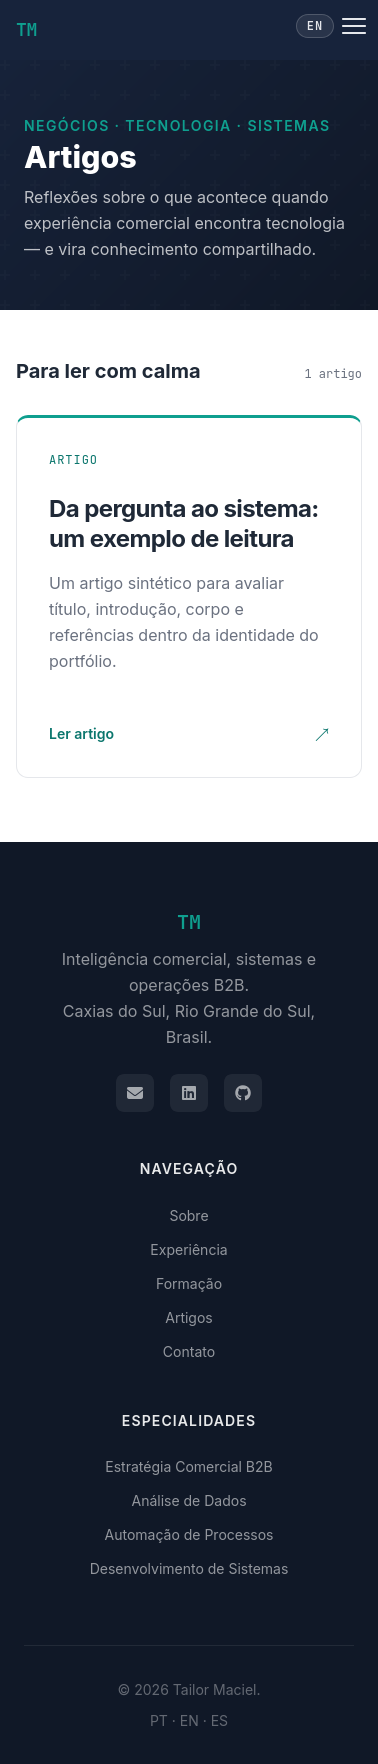 TM
EN
NEGÓCIOS · TECNOLOGIA · SISTEMAS
Artigos
Reflexões sobre o que acontece quando
experiência comercial encontra tecnologia
— e vira conhecimento compartilhado.
Para ler com calma
1 artigo
ARTIGO
Da pergunta ao sistema:
um exemplo de leitura
Um artigo sintético para avaliar
título, introdução, corpo e
referências dentro da identidade do
portfólio.
Ler artigo
TM
Inteligência comercial, sistemas e
operações B2B.
Caxias do Sul, Rio Grande do Sul,
Brasil.
NAVEGAÇÃO
Sobre
Experiência
Formação
Artigos
Contato
ESPECIALIDADES
Estratégia Comercial B2B
Análise de Dados
Automação de Processos
Desenvolvimento de Sistemas
© 2026 Tailor Maciel.
PT · EN · ES